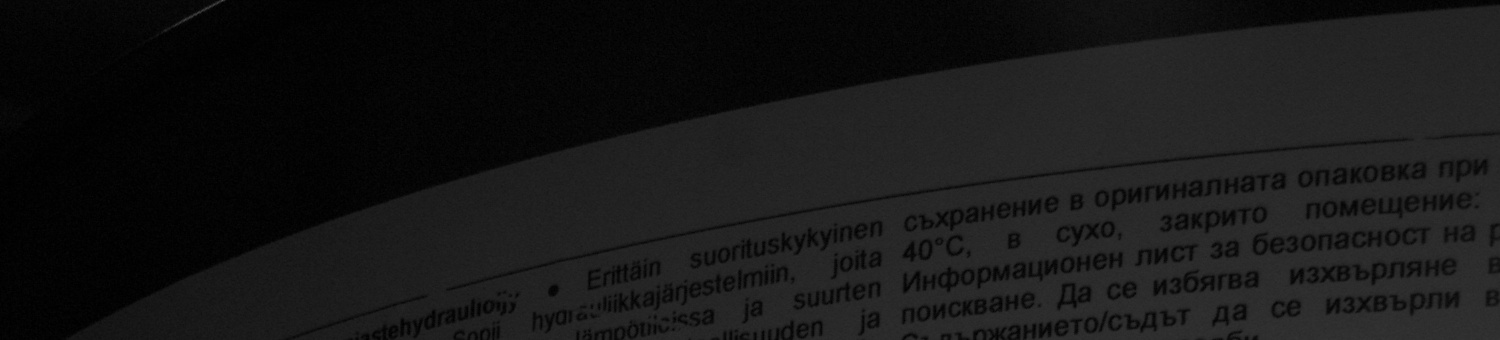 • Erittäin suorituskykyinen
joita
ja suurten
ja
Sopii
съхранение в оригиналната опаковка при
40°C, в сухо, закрито помещение:
Информационен лист за безопасност на
поискване. Да се избягва изхвърляне в
Съдържанието/съдът да се изхвърли в